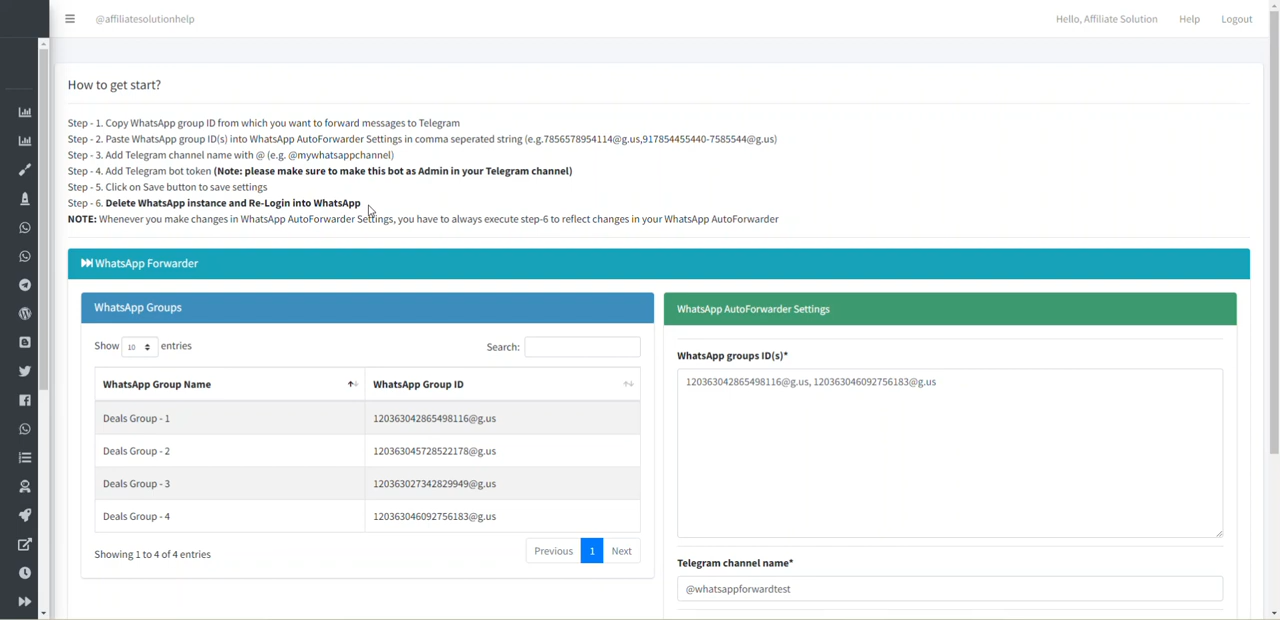 @affiliatesolutionhelp
Hello, Affiliate Solution Help Logout
How to get start?
Step - 1. Copy WhatsApp group ID from which you want to forward messages to Telegram
Step - 2. Paste WhatsApp group ID(s) into WhatsApp AutoForwarder Settings in comma seperated string (e.g.7856578954114@g.us,917854455440-7585544@g.us)
Step - 3. Add Telegram channel name with @ (e.g. @mywhatsappchannel)
Step - 4. Add Telegram bot token (Note: please make sure to make this bot as Admin in your Telegram channel)
Step - 5. Click on Save button to save settings
Step - 6. Delete WhatsApp instance and Re-Login into WhatsApp
NOTE: Whenever you make changes in WhatsApp AutoForwarder Settings, you have to always execute step-6 to reflect changes in your WhatsApp AutoForwarder
WhatsApp Forwarder
WhatsApp Groups
Show 10 entries
Search:
WhatsApp Group Name WhatsApp Group ID
Deals Group - 1 120363042865498116@g.us
Deals Group - 2 120363045728522178@g.us
Deals Group - 3 120363027342829949@g.us
Deals Group - 4 120363046092756183@g.us
Showing 1 to 4 of 4 entries
Previous 1 Next
WhatsApp AutoForwarder Settings
WhatsApp groups ID(s)*
120363042865498116@g.us, 120363046092756183@g.us
Telegram channel name*
@whatsappforwardtest